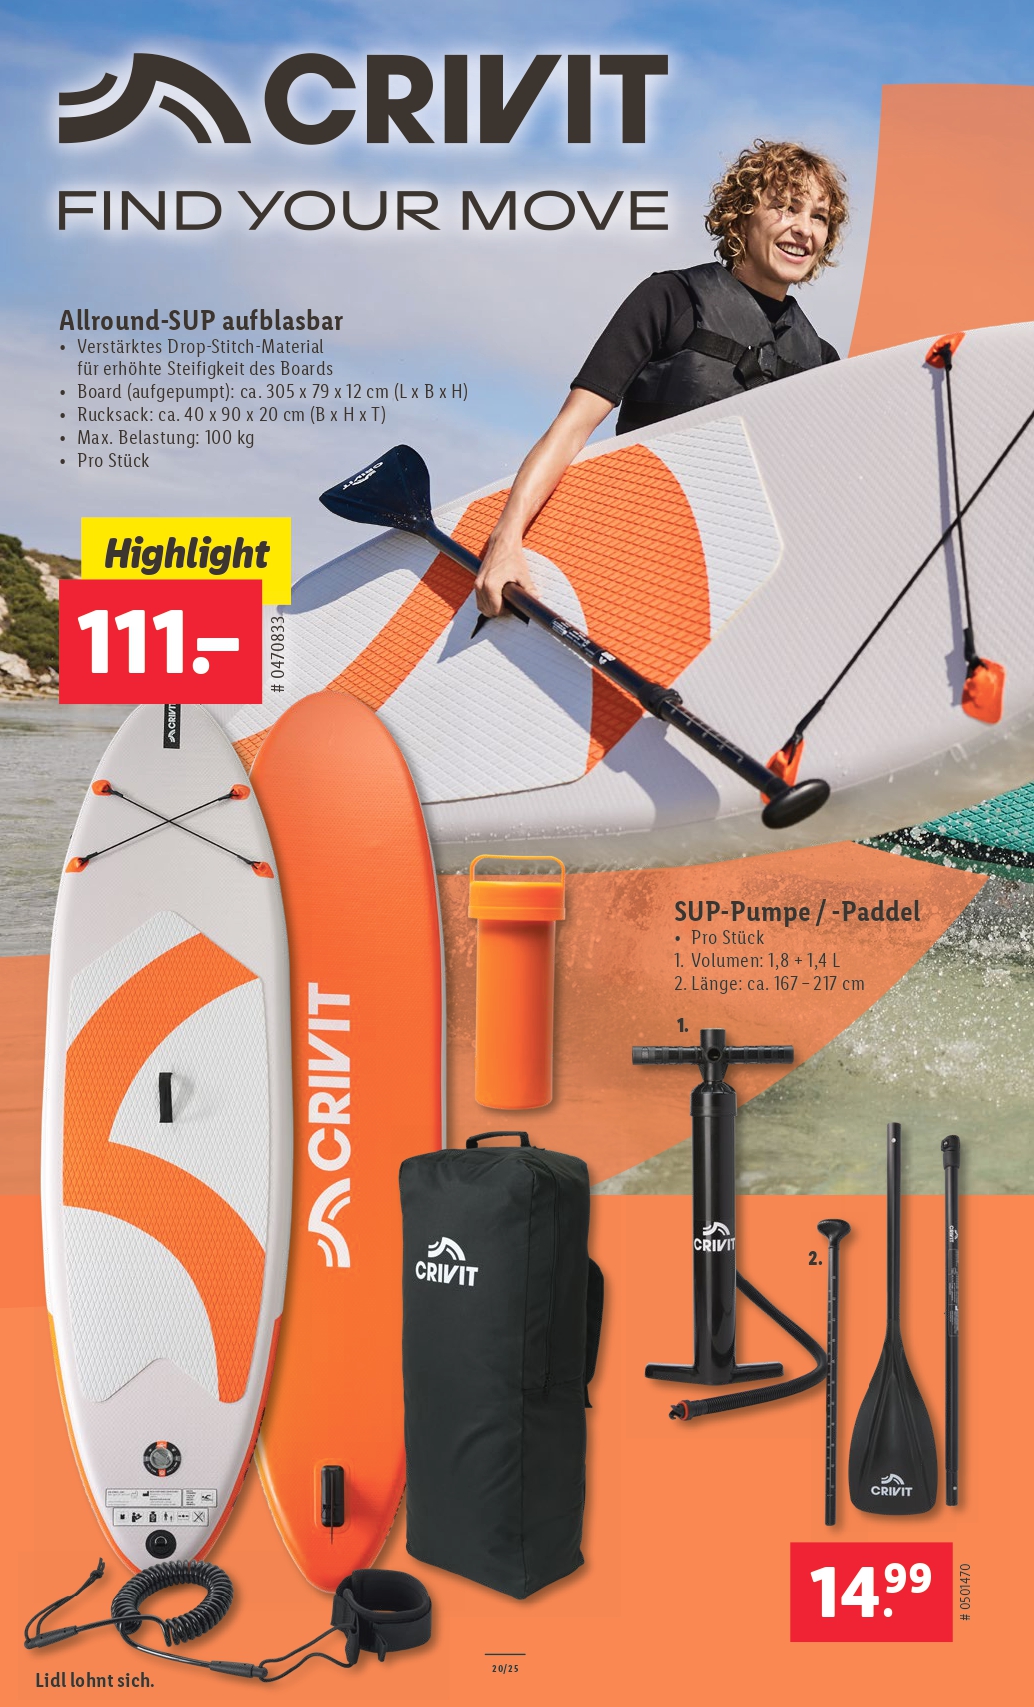 CRIVIT
FIND YOUR MOVE
Allround-SUP aufblasbar
• Verstärktes Drop-Stitch-Material
für erhöhte Steifigkeit des Boards
• Board (aufgepumpt): ca. 305 x 79 x 12 cm (L x B x H)
• Rucksack: ca. 40 x 90 x 20 cm (B x H x T)
• Max. Belastung: 100 kg
• Pro Stück
CRIVIT
Highlight
111.–
# 0470833
CRIVIT
CRIVIT
SUP-Pumpe / -Paddel
• Pro Stück
1. Volumen: 1,8 + 1,4 L
2. Länge: ca. 167 – 217 cm
1.
CRIVIT
CRIVIT
2.
CRIVIT
CRIVIT
14.99
# 0501470
Lidl lohnt sich.
20/25